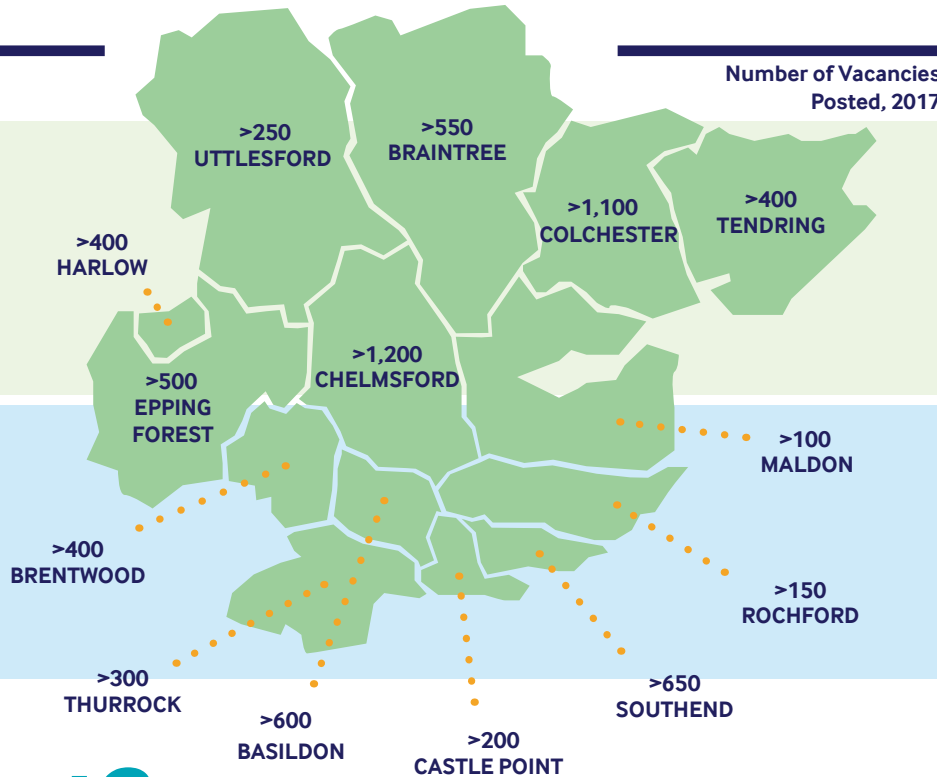 Number of Vacancies
Posted, 2017
>250
UTTLESFORD
>550
BRAINTREE
>1,100
COLCHESTER
>400
TENDRING
>400
HARLOW
>500
EPPING
FOREST
>1,200
CHELMSFORD
>100
MALDON
>400
BRENTWOOD
>150
ROCHFORD
>300
THURROCK
>600
BASILDON
>200
CASTLE POINT
>650
SOUTHEND